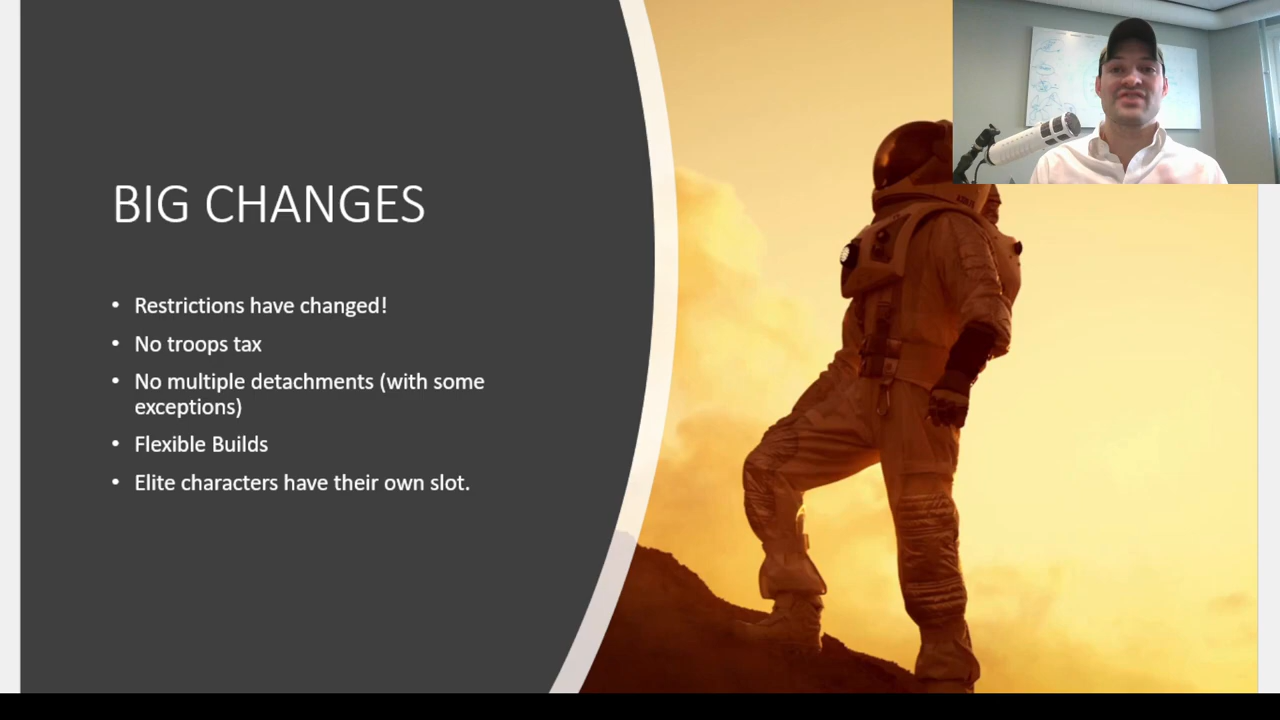 BIG CHANGES
• Restrictions have changed!
• No troops tax
• No multiple detachments (with some
exceptions)
• Flexible Builds
• Elite characters have their own slot.